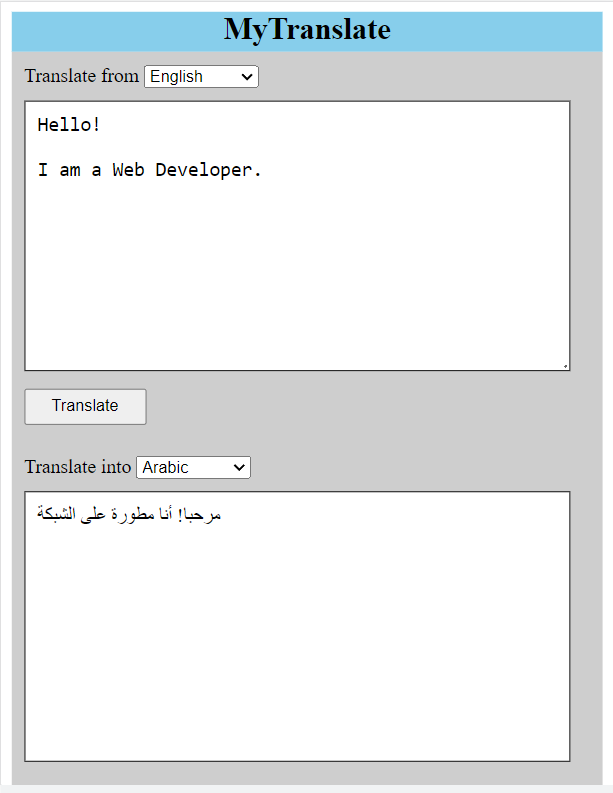 MyTranslate
Translate from English
Hello!
I am a Web Developer.
Translate
Translate into Arabic
مرحبا! أنا مطورة على الشبكة